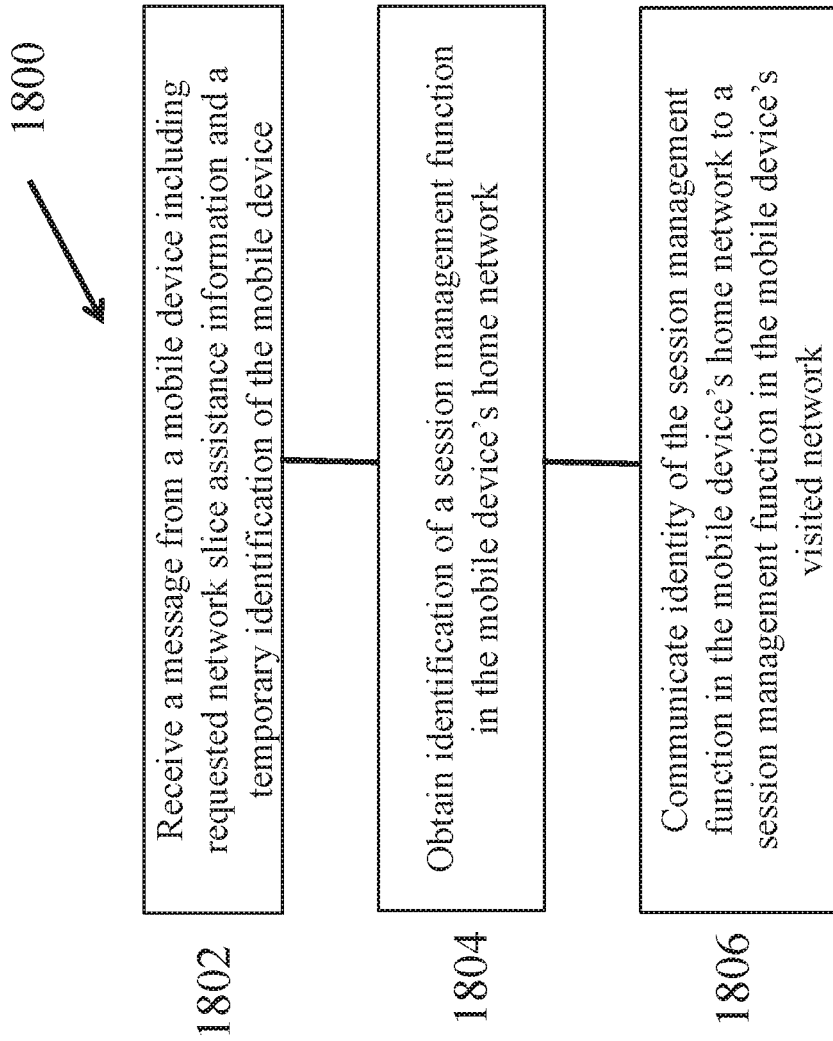 1800
1802
Receive a message from a mobile device including
requested network slice assistance information and a
temporary identification of the mobile device
1804
Obtain identification of a session management function
in the mobile device's home network
1806
Communicate identity of the session management
function in the mobile device's home network to a
session management function in the mobile device's
visited network